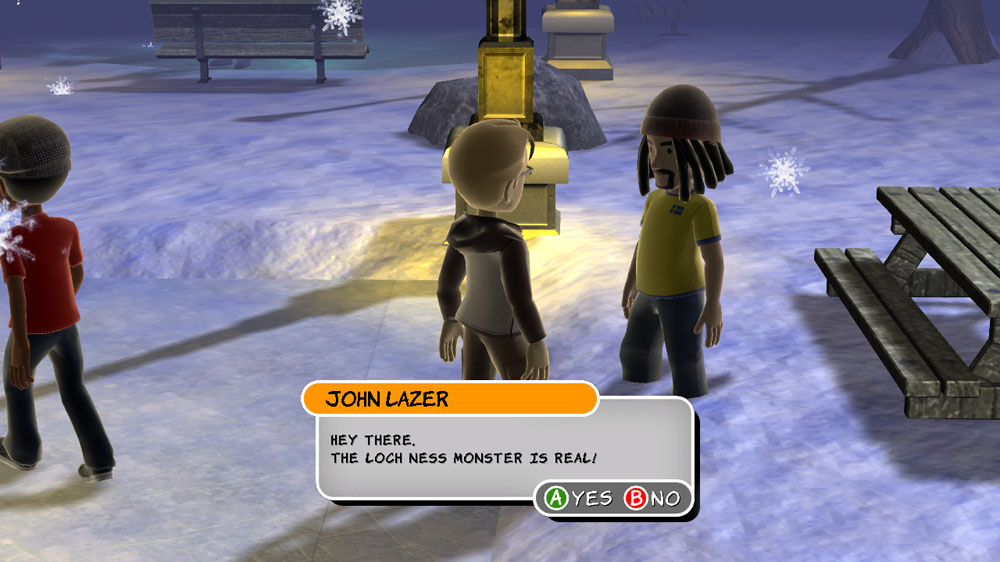 JOHN LAZER
HEY THERE.
THE LOCH NESS MONSTER IS REAL!
A YES B NO